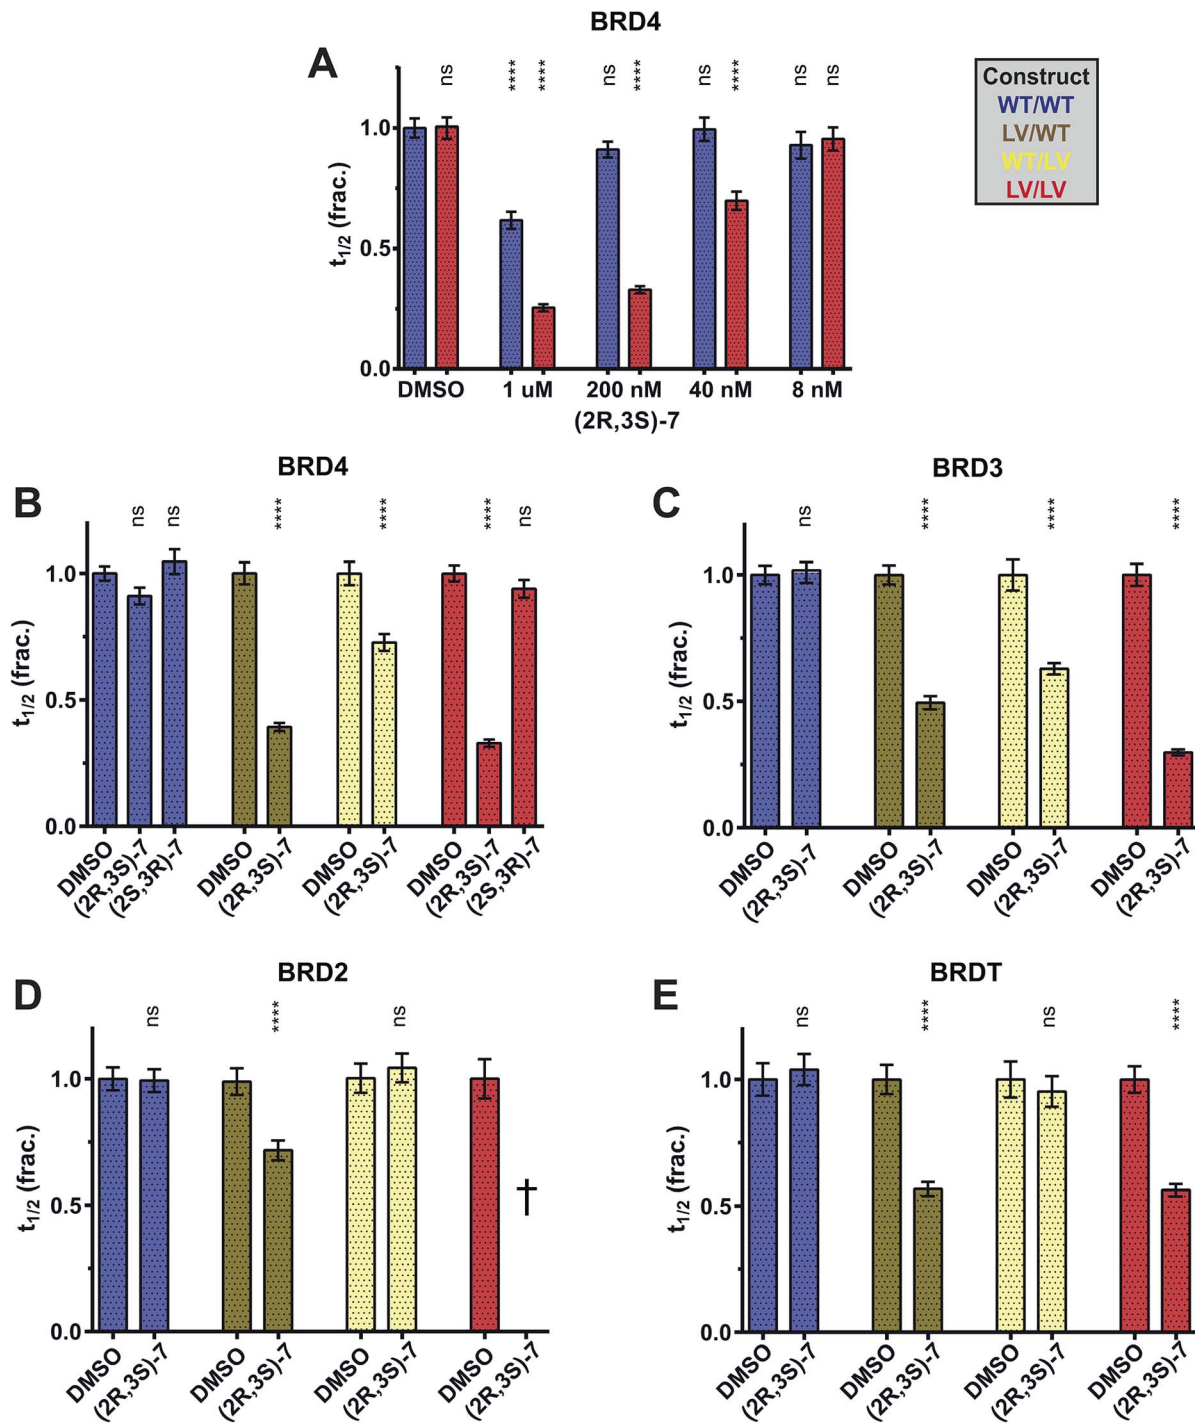 BRD4
A
ns
****
****
ns
****
ns
****
ns
ns
Construct
WT/WT
LV/WT
WT/LV
LV/LV
t1/2 (frac.)
1.0
0.5
0.0
DMSO
1 uM
200 nM
40 nM
8 nM
(2R,3S)-7
BRD4
B
ns
ns
****
****
****
ns
t1/2 (frac.)
1.0
0.5
0.0
DMSO
(2R,3S)-7
(2S,3R)-7
DMSO
(2R,3S)-7
DMSO
(2R,3S)-7
DMSO
(2R,3S)-7
(2S,3R)-7
BRD3
C
ns
****
****
****
t1/2 (frac.)
1.0
0.5
0.0
DMSO
(2R,3S)-7
DMSO
(2R,3S)-7
DMSO
(2R,3S)-7
DMSO
(2R,3S)-7
BRD2
D
ns
****
ns
†
t1/2 (frac.)
1.0
0.5
0.0
DMSO
(2R,3S)-7
DMSO
(2R,3S)-7
DMSO
(2R,3S)-7
DMSO
(2R,3S)-7
BRDT
E
ns
****
ns
****
t1/2 (frac.)
1.0
0.5
0.0
DMSO
(2R,3S)-7
DMSO
(2R,3S)-7
DMSO
(2R,3S)-7
DMSO
(2R,3S)-7